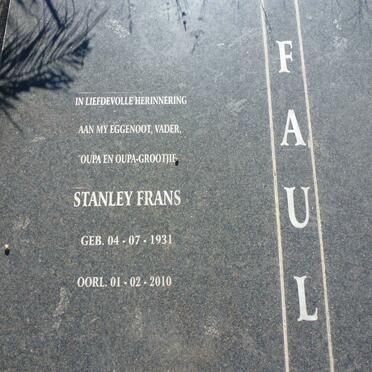 IN LIEFDEVOLLE HERINNERING
AAN MY EGGENOOT, VADER,
OUPA EN OUPA-GROOTJIE
STANLEY FRANS
GEB. 04 - 07 - 1931
OORL. 01 - 02 - 2010
FAUL